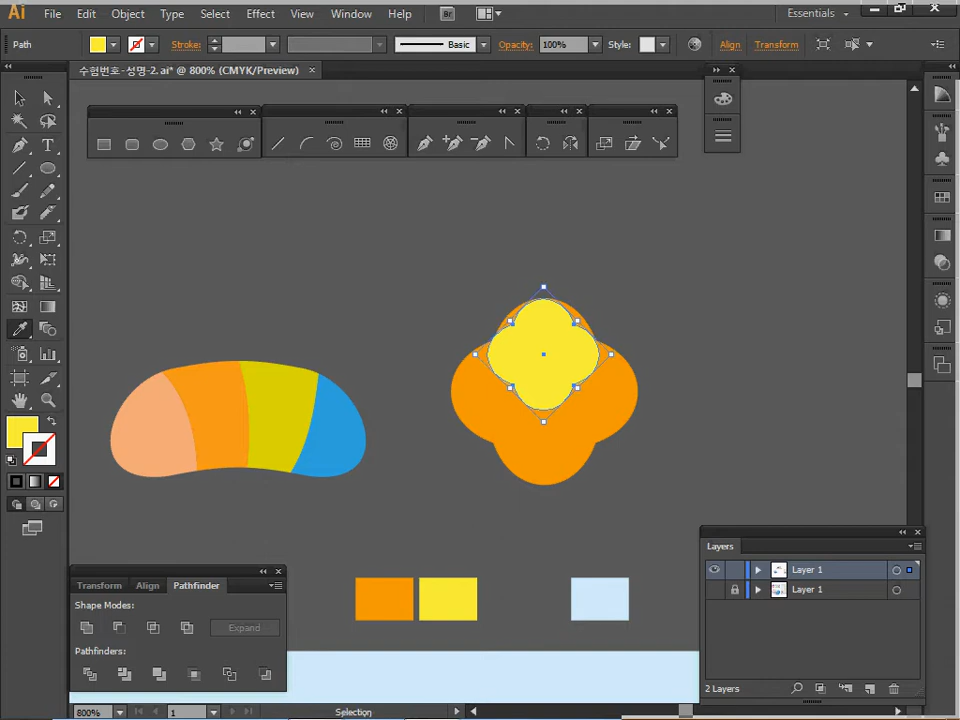 Ai File Edit Object Type Select Effect View Window Help Br Essentials
Path Stroke: Basic Opacity: 100% Style: Align Transform
수험번호-성명-2.ai* @ 800% (CMYK/Preview)
Layers
Layer 1
Layer 1
2 Layers
Transform Align Pathfinder
Shape Modes:
Expand
Pathfinders:
800% 1 Selection